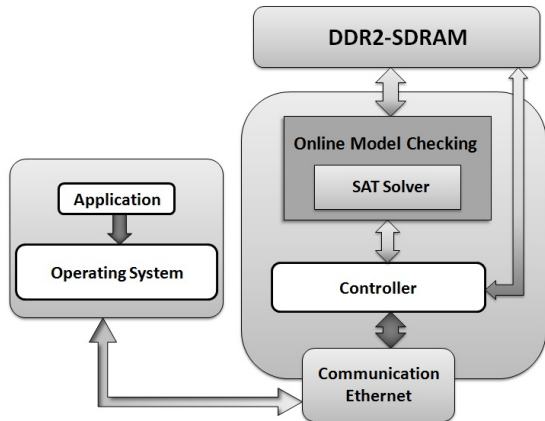 DDR2-SDRAM
Online Model Checking
SAT Solver
Application
Operating System
Controller
Communication
Ethernet